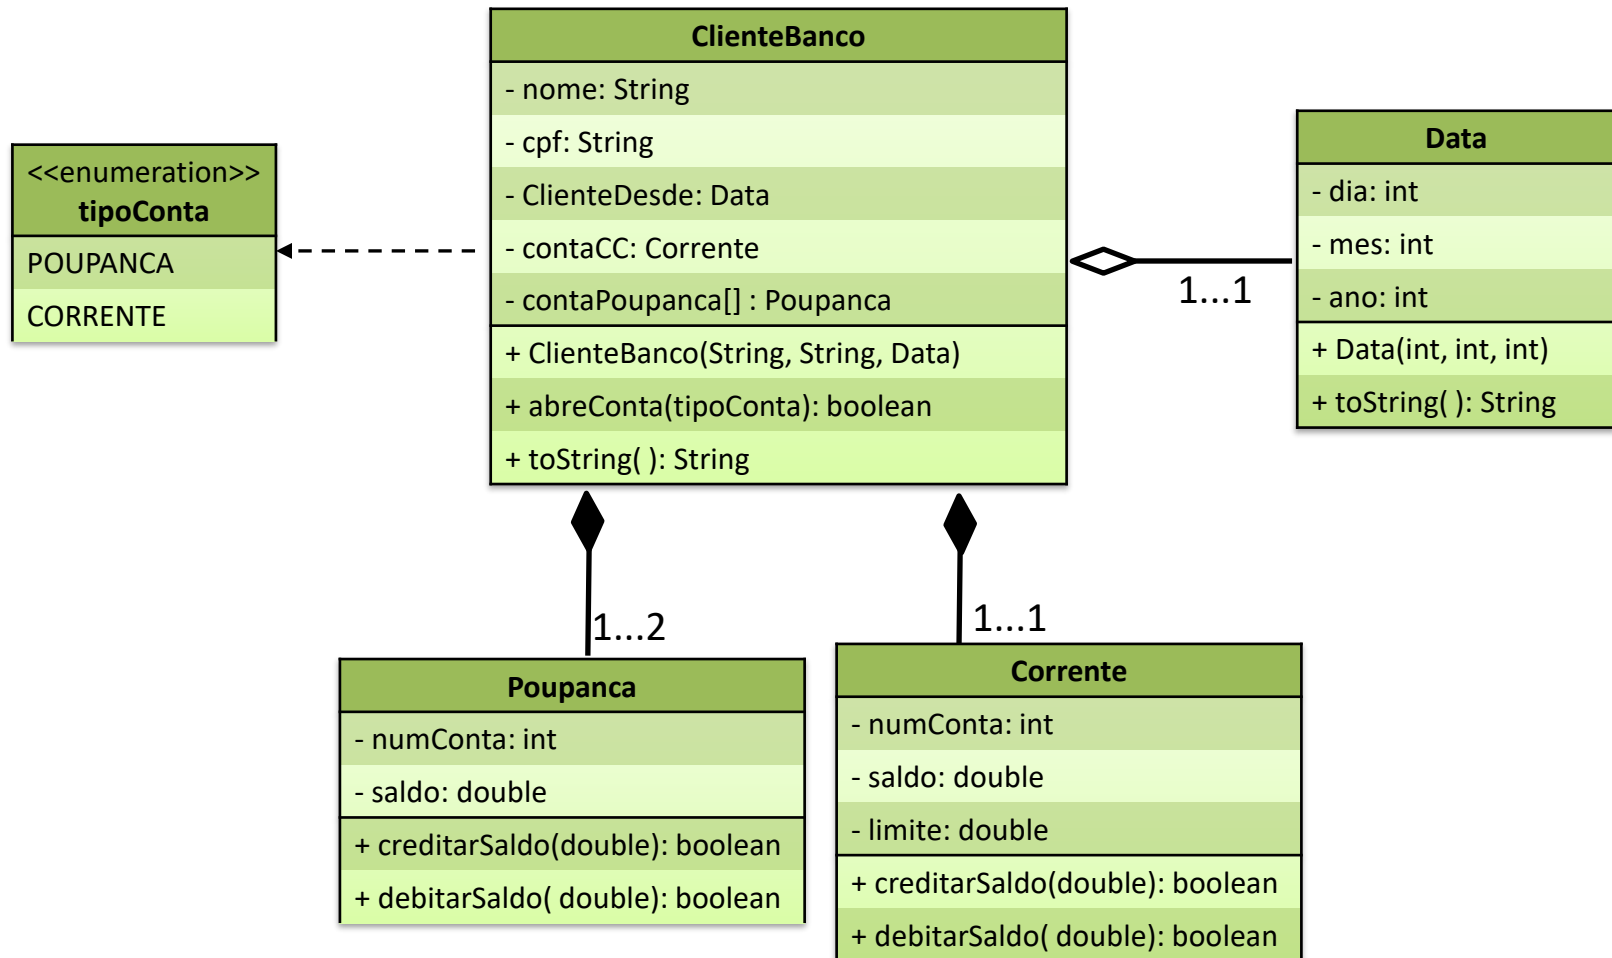 ClienteBanco
- nome: String
- cpf: String
- ClienteDesde: Data
- contaCC: Corrente
- contaPoupanca[] : Poupanca
+ ClienteBanco(String, String, Data)
+ abreConta(tipoConta): boolean
+ toString( ): String
<<enumeration>>
tipoConta
POUPANCA
CORRENTE
Data
- dia: int
- mes: int
- ano: int
+ Data(int, int, int)
+ toString( ): String
1...1
1...2
1...1
Poupanca
- numConta: int
- saldo: double
+ creditarSaldo(double): boolean
+ debitarSaldo( double): boolean
Corrente
- numConta: int
- saldo: double
- limite: double
+ creditarSaldo(double): boolean
+ debitarSaldo( double): boolean